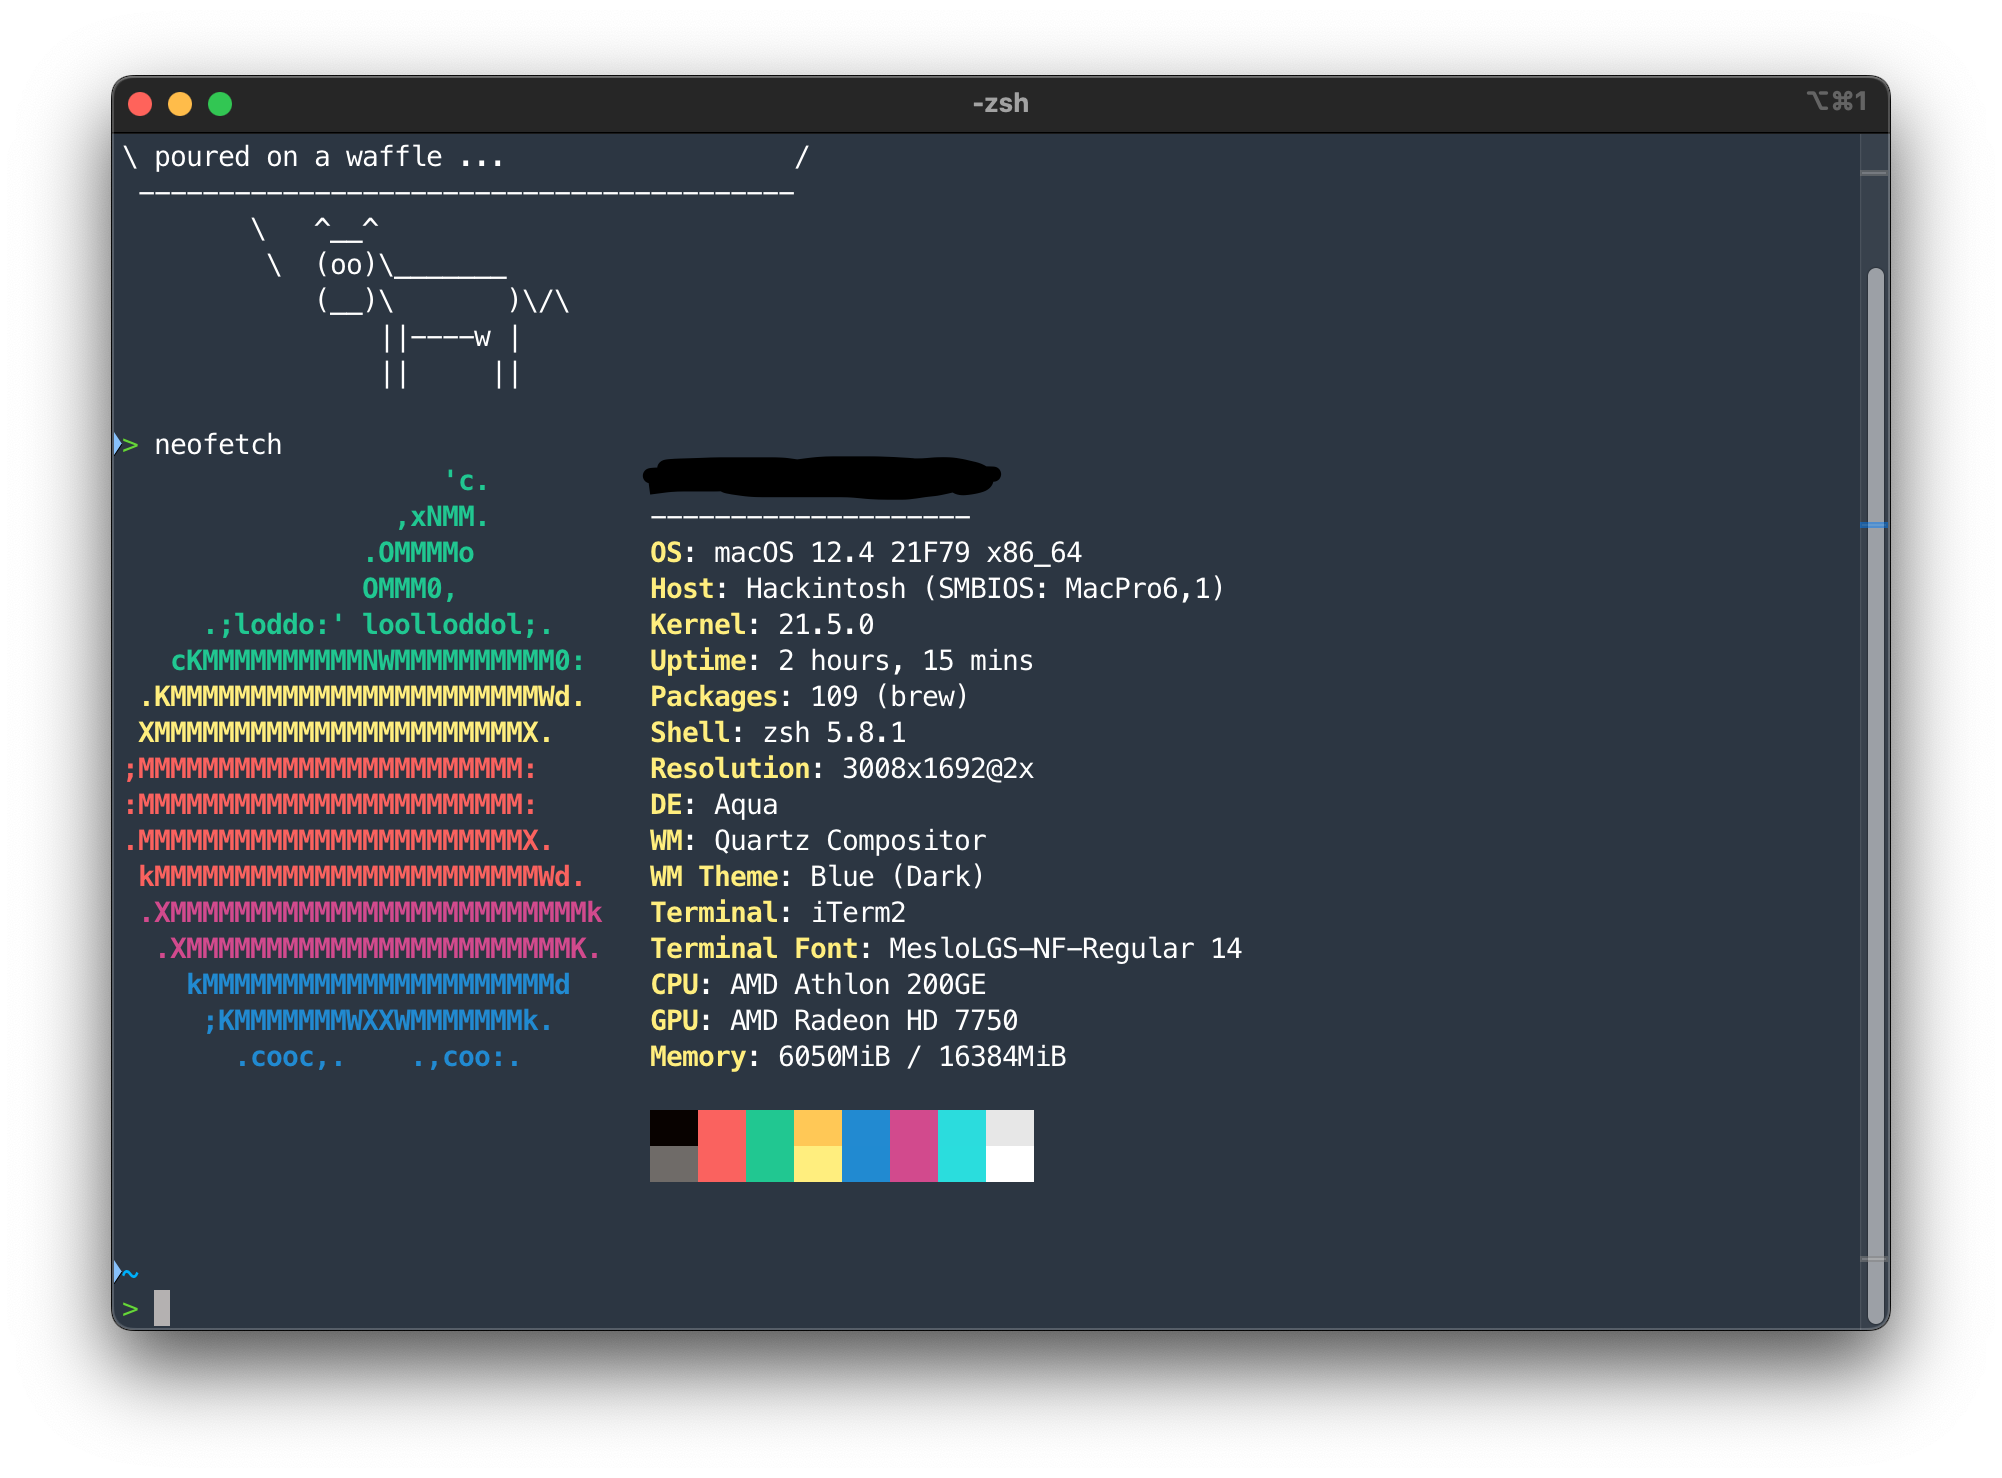 -zsh
⌥⌘1
\ poured on a waffle ...                  /
 -----------------------------------------
        \   ^__^
         \  (oo)\_______
            (__)\       )\/\
                ||----w |
                ||     ||
> neofetch
                    'c.
                 ,xNMM.          --------------------
               .OMMMMo           OS: macOS 12.4 21F79 x86_64
               OMMM0,            Host: Hackintosh (SMBIOS: MacPro6,1)
     .;loddo:' loolloddol;.      Kernel: 21.5.0
   cKMMMMMMMMMMNWMMMMMMMMMM0:    Uptime: 2 hours, 15 mins
 .KMMMMMMMMMMMMMMMMMMMMMMMWd.    Packages: 109 (brew)
 XMMMMMMMMMMMMMMMMMMMMMMMX.      Shell: zsh 5.8.1
;MMMMMMMMMMMMMMMMMMMMMMMM:       Resolution: 3008x1692@2x
:MMMMMMMMMMMMMMMMMMMMMMMM:       DE: Aqua
.MMMMMMMMMMMMMMMMMMMMMMMMX.      WM: Quartz Compositor
 kMMMMMMMMMMMMMMMMMMMMMMMMWd.    WM Theme: Blue (Dark)
 .XMMMMMMMMMMMMMMMMMMMMMMMMMMk   Terminal: iTerm2
  .XMMMMMMMMMMMMMMMMMMMMMMMMK.   Terminal Font: MesloLGS-NF-Regular 14
    kMMMMMMMMMMMMMMMMMMMMMMd     CPU: AMD Athlon 200GE
     ;KMMMMMMMWXXWMMMMMMMk.      GPU: AMD Radeon HD 7750
       .cooc,.    .,coo:.        Memory: 6050MiB / 16384MiB
~
>